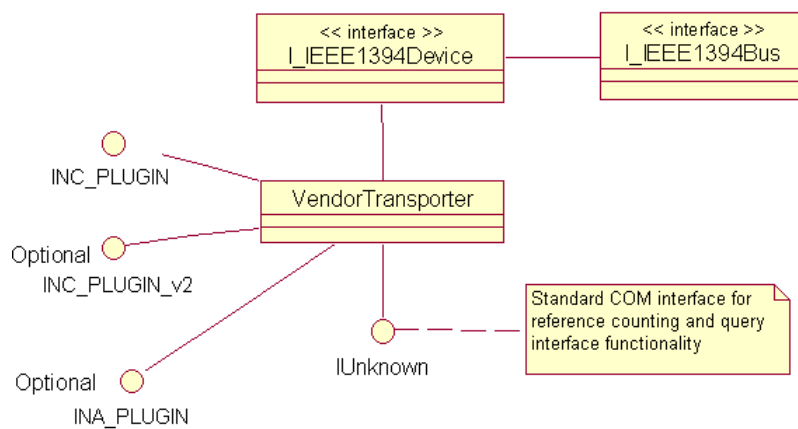 << interface >>
I_IEEE1394Device
<< interface >>
I_IEEE1394Bus
INC_PLUGIN
VendorTransporter
Optional
INC_PLUGIN_v2
Standard COM interface for
reference counting and query
interface functionality
IUnknown
Optional
INA_PLUGIN